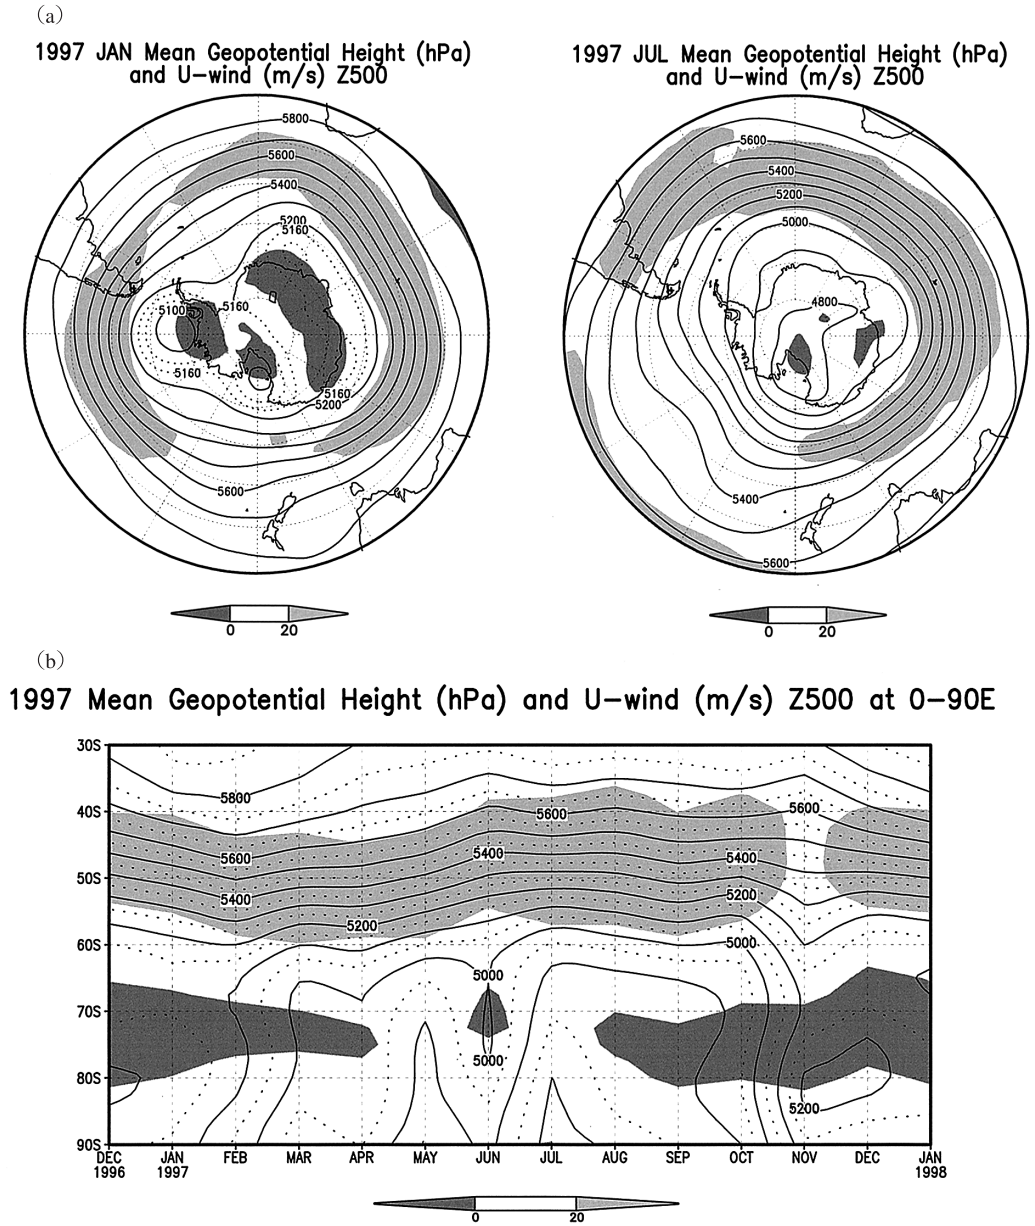 (a)
1997 JAN Mean Geopotential Height (hPa)
and U-wind (m/s) Z500
1997 JUL Mean Geopotential Height (hPa)
and U-wind (m/s) Z500
5800
5600
5400
5200
5160
5160
5100
5160
5160
5200
5600
5600
5400
5200
5000
4800
5400
5600
0 20
0 20
(b)
1997 Mean Geopotential Height (hPa) and U-wind (m/s) Z500 at 0-90E
30S
40S
50S
60S
70S
80S
90S
5800
5600
5600
5600
5400
5400
5400
5200
5200
5000
5000
5000
5200
DEC JAN FEB MAR APR MAY JUN JUL AUG SEP OCT NOV DEC JAN
1996 1997 1998
0 20